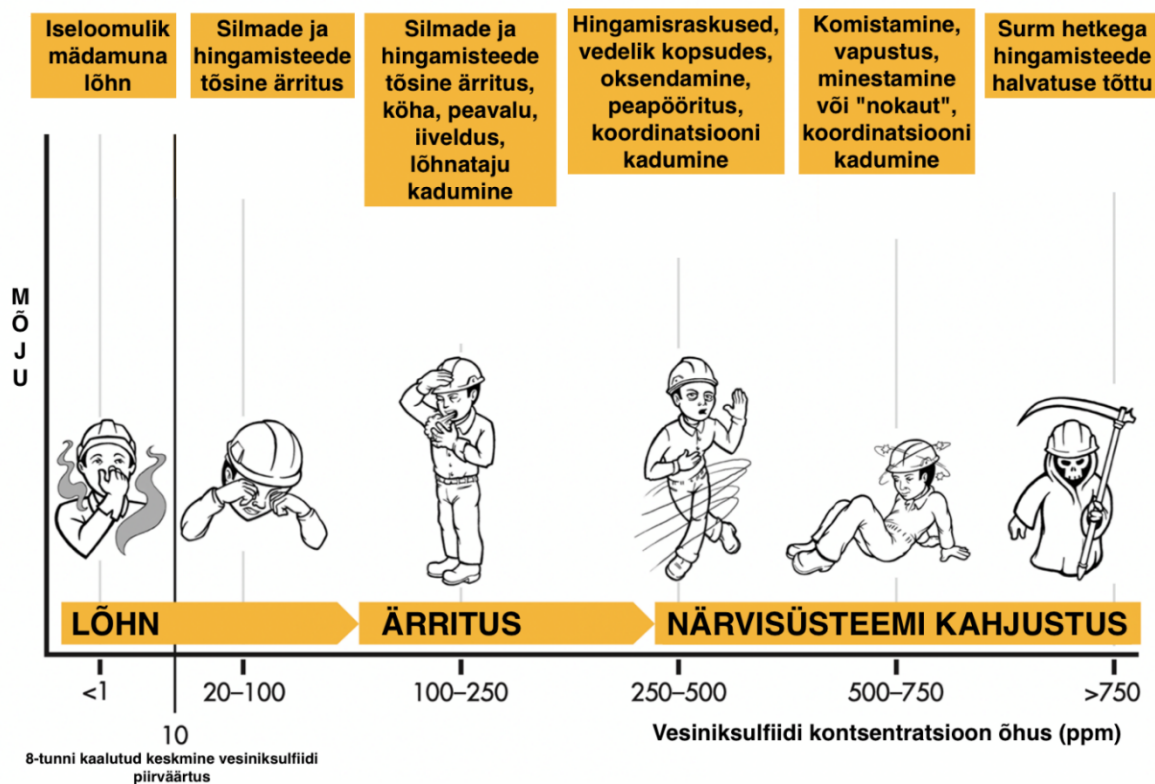 Iseloomulik
mädamuna
lõhn
Silmade ja
hingamisteede
tõsine ärritus
Silmade ja
hingamisteede
tõsine ärritus,
köha, peavalu,
iiveldus,
lõhnataju
kadumine
Hingamisraskused,
vedelik kopsudes,
oksendamine,
peapööritus,
koordinatsiooni
kadumine
Komistamine,
vapustus,
minestamine
või "nokaut",
koordinatsiooni
kadumine
Surm hetkega
hingamisteede
halvatuse tõttu
M
Õ
J
U
LÕHN
ÄRRITUS
NÄRVISÜSTEEMI KAHJUSTUS
<1
20–100
100–250
250–500
500–750
>750
10
8-tunni kaalutud keskmine vesiniksulfiidi
piirväärtus
Vesiniksulfiidi kontsentratsioon õhus (ppm)